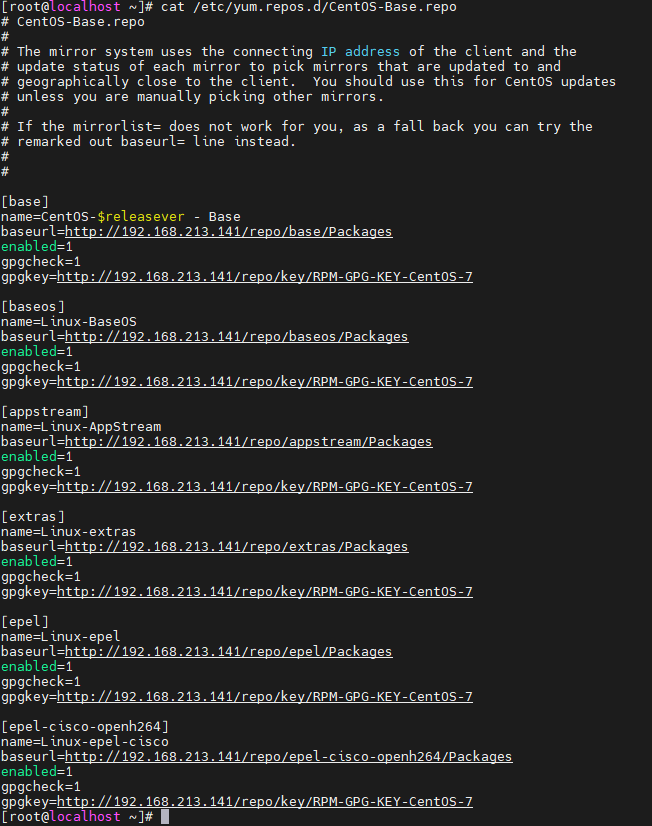 [root@localhost ~]# cat /etc/yum.repos.d/CentOS-Base.repo
# CentOS-Base.repo
#
# The mirror system uses the connecting IP address of the client and the
# update status of each mirror to pick mirrors that are updated to and
# geographically close to the client.  You should use this for CentOS updates
# unless you are manually picking other mirrors.
#
# If the mirrorlist= does not work for you, as a fall back you can try the
# remarked out baseurl= line instead.
#
#

[base]
name=CentOS-$releasever - Base
baseurl=http://192.168.213.141/repo/base/Packages
enabled=1
gpgcheck=1
gpgkey=http://192.168.213.141/repo/key/RPM-GPG-KEY-CentOS-7

[baseos]
name=Linux-BaseOS
baseurl=http://192.168.213.141/repo/baseos/Packages
enabled=1
gpgcheck=1
gpgkey=http://192.168.213.141/repo/key/RPM-GPG-KEY-CentOS-7

[appstream]
name=Linux-AppStream
baseurl=http://192.168.213.141/repo/appstream/Packages
enabled=1
gpgcheck=1
gpgkey=http://192.168.213.141/repo/key/RPM-GPG-KEY-CentOS-7

[extras]
name=Linux-extras
baseurl=http://192.168.213.141/repo/extras/Packages
enabled=1
gpgcheck=1
gpgkey=http://192.168.213.141/repo/key/RPM-GPG-KEY-CentOS-7

[epel]
name=Linux-epel
baseurl=http://192.168.213.141/repo/epel/Packages
enabled=1
gpgcheck=1
gpgkey=http://192.168.213.141/repo/key/RPM-GPG-KEY-CentOS-7

[epel-cisco-openh264]
name=Linux-epel-cisco
baseurl=http://192.168.213.141/repo/epel-cisco-openh264/Packages
enabled=1
gpgcheck=1
gpgkey=http://192.168.213.141/repo/key/RPM-GPG-KEY-CentOS-7
[root@localhost ~]#